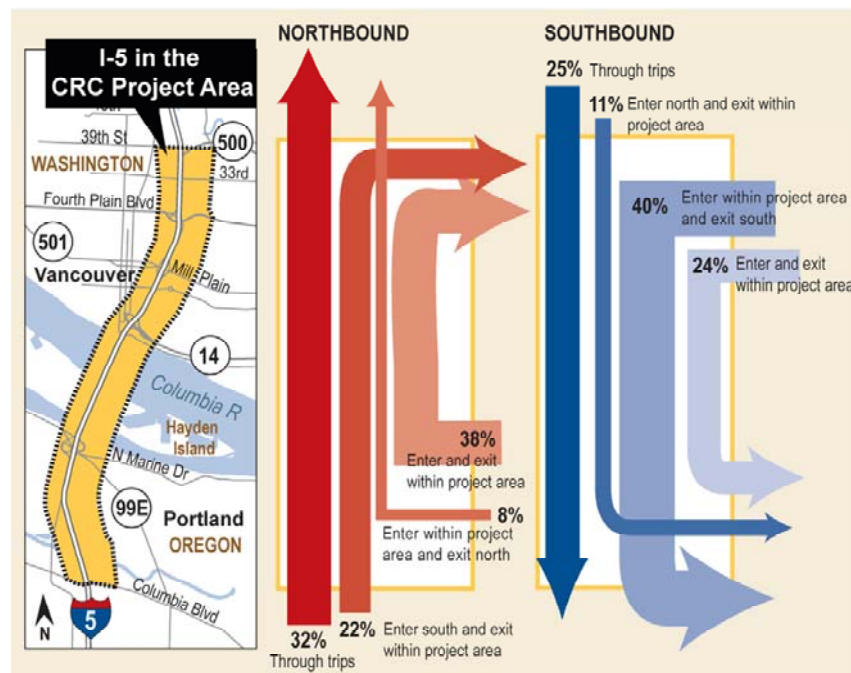 I-5 in the
CRC Project Area
39th St
500
WASHINGTON
33rd
Fourth Plain Blvd
501
Vancouver
Mill Plain
14
Columbia R
Hayden
Island
N Marine Dr
99E
Portland
OREGON
Columbia Blvd
N
5
NORTHBOUND
38%
Enter and exit
within project area
8%
Enter within project
area and exit north
32%
Through trips
22%
Enter south and exit
within project area
SOUTHBOUND
25% Through trips
11% Enter north and exit within
project area
40%
Enter within project area
and exit south
24%
Enter and exit
within project area